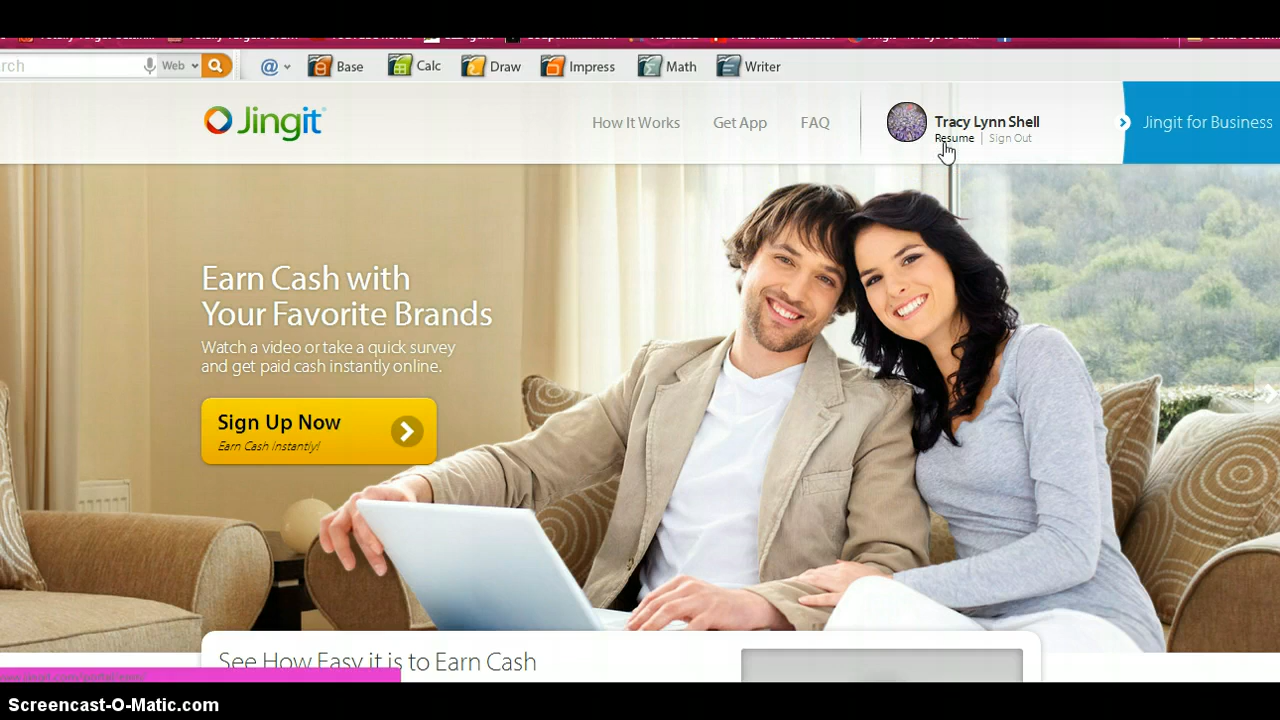 rch Web @ Base Calc Draw Impress Math Writer
Jingit® How It Works Get App FAQ Tracy Lynn Shell Jingit for Business
Resume | Sign Out
Earn Cash with
Your Favorite Brands
Watch a video or take a quick survey
and get paid cash instantly online.
Sign Up Now
Earn Cash instantly!
See How Easy it is to Earn Cash
Screencast-O-Matic.com